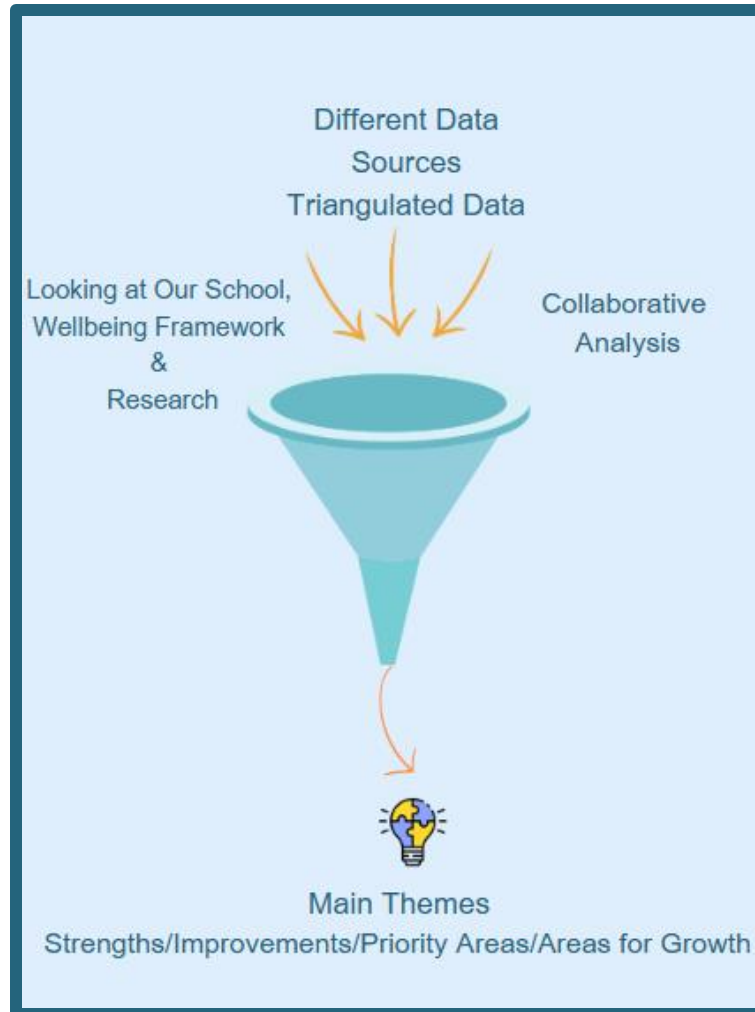 Different Data
Sources
Triangulated Data
Looking at Our School,
Wellbeing Framework
&
Research
Collaborative
Analysis
Main Themes
Strengths/Improvements/Priority Areas/Areas for Growth